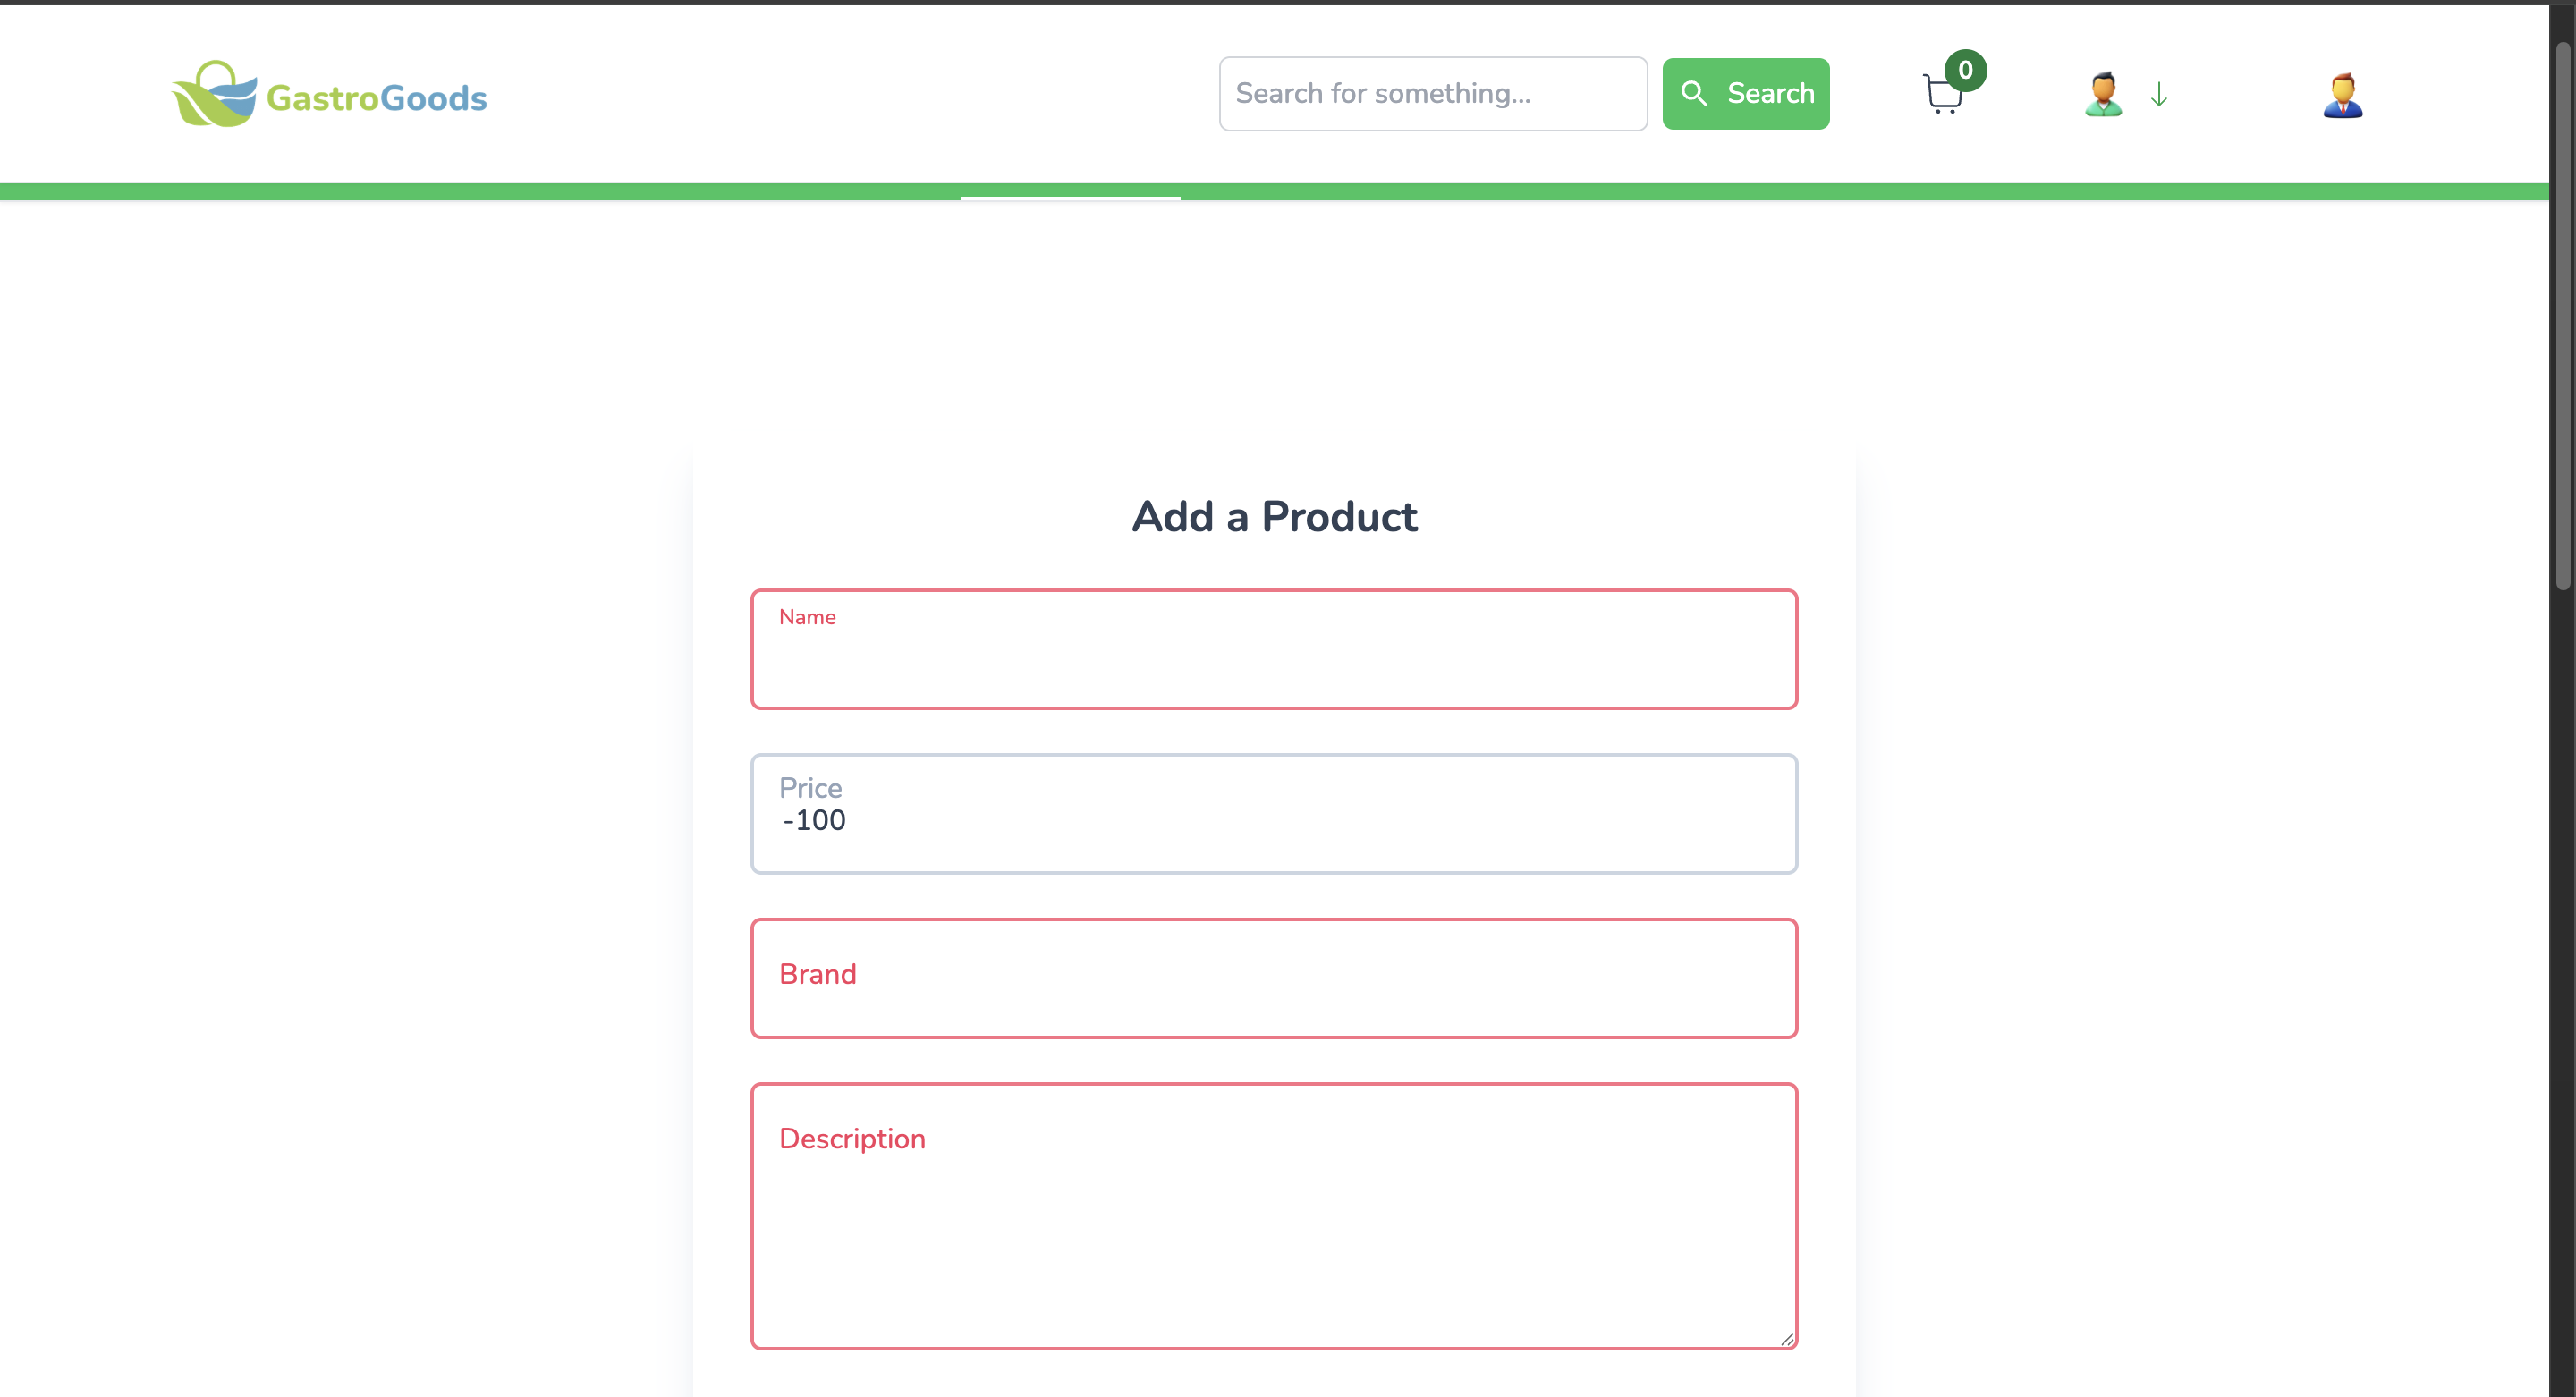 GastroGoods
Search for something...
Search
0
Add a Product
Name
Price
-100
Brand
Description